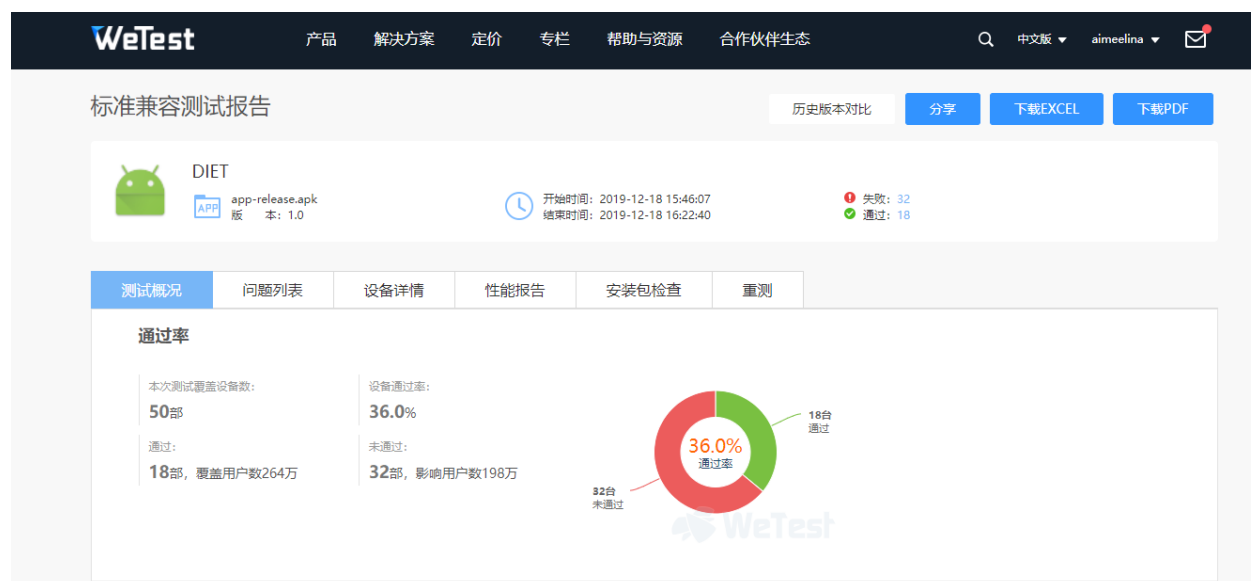 WeTest 产品 解决方案 定价 专栏 帮助与资源 合作伙伴生态 中文版 aimeelina
标准兼容测试报告 历史版本对比 分享 下载EXCEL 下载PDF
DIET
APP app-release.apk 开始时间: 2019-12-18 15:46:07 失败: 32
版 本: 1.0 结束时间: 2019-12-18 16:22:40 通过: 18
测试概况 问题列表 设备详情 性能报告 安装包检查 重测
通过率
本次测试覆盖设备数: 设备通过率:
50部 36.0%
通过: 未通过:
18部, 覆盖用户数264万 32部, 影响用户数198万
18台
通过
36.0%
通过率
32台
未通过
WeTest